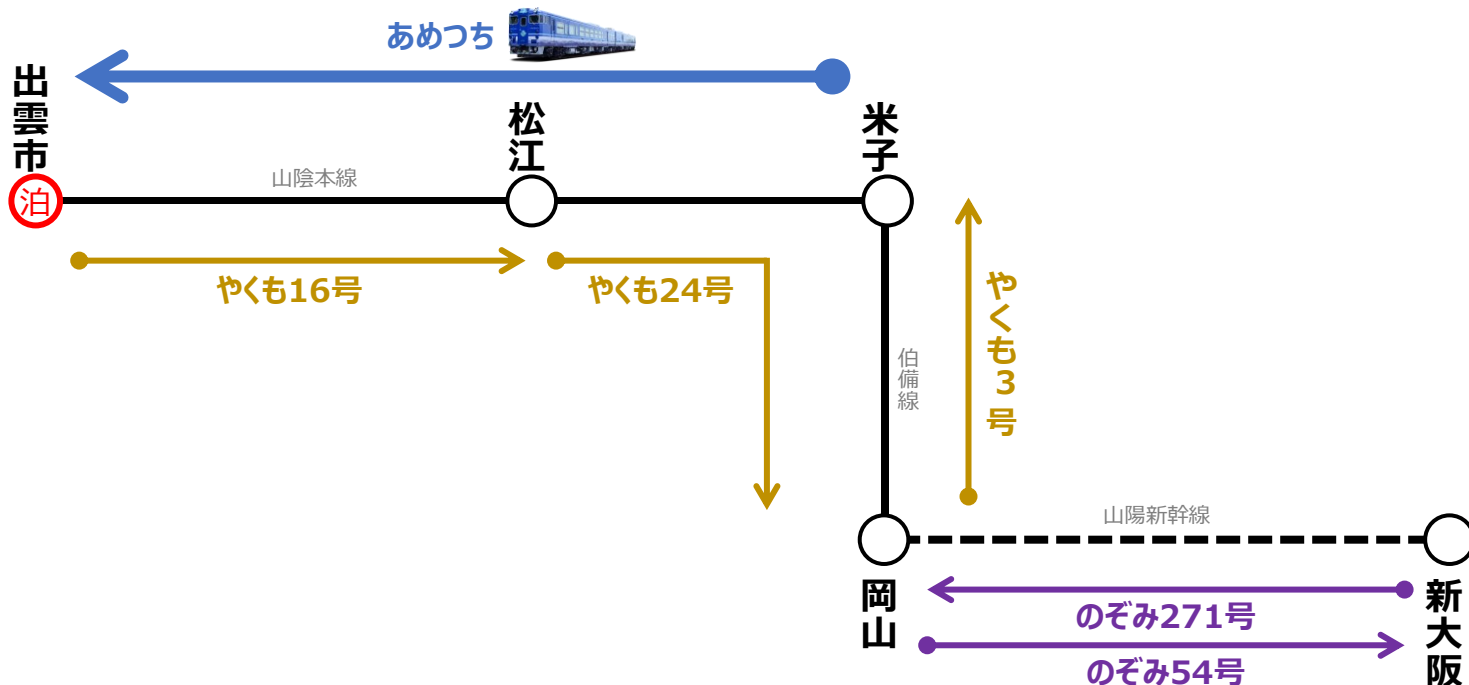 あめつち
出雲市
松江
米子
泊
山陰本線
やくも16号
やくも24号
やくも3号
伯備線
山陽新幹線
岡山
新大阪
のぞみ271号
のぞみ54号